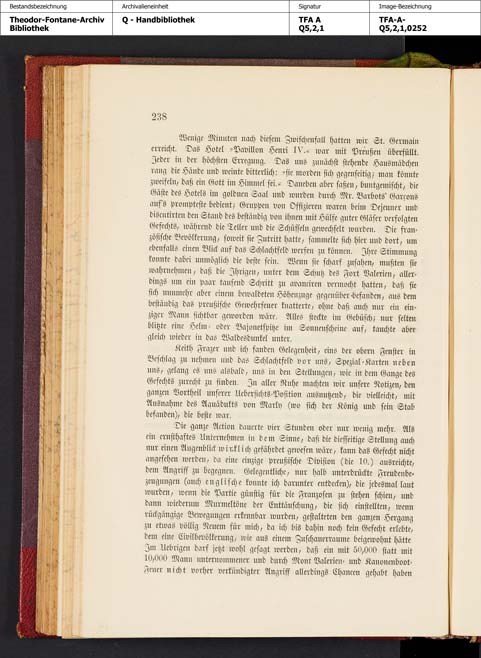 Bestandsbezeichnung
Archivalieneinheit
Signatur
Image-Bezeichnung
Theodor-Fontane-Archiv
Bibliothek
Q - Handbibliothek
TFA A
Q5,2,1
TFA-A-
Q5,2,1,0252
238
Wenige Minuten nach diesem Zwischenfall hatten wir St. Germain
erreicht. Das Hotel »Pavillon Henri IV.« war mit Preußen überfüllt.
Jeder in der höchsten Erregung. Das uns zunächst stehende Hausmädchen
rang die Hände und weinte bitterlich: »sie morden sich gegenseitig; man könnte
zweifeln, daß ein Gott im Himmel sei.« Daneben aber saßen, buntgemischt, die
Gäste des Hotels im goldnen Saal und wurden durch Mr. Barbots' Garçons
auf's prompteste bedient; Gruppen von Offizieren waren beim Dejeuner und
discutirten den Stand des beständig von ihnen mit Hülfe guter Gläser verfolgten
Gefechts, während die Teller und die Schüsseln gewechselt wurden. Die fran-
zösische Bevölkerung, soweit sie Zutritt hatte, sammelte sich hier und dort, um
ebenfalls einen Blick auf das Schlachtfeld werfen zu können. Ihre Stimmung
konnte dabei unmöglich die beste sein. Wenn sie scharf zusahen, mußten sie
wahrnehmen, daß die Ihrigen, unter dem Schutz des Fort Valerien, aller-
dings um ein paar tausend Schritt zu avanciren vermocht hatten, daß sie
sich nunmehr aber einem bewaldeten Höhenzuge gegenüber befanden, aus dem
beständig das preußische Gewehrfeuer knatterte, ohne daß auch nur ein ein-
ziger Mann sichtbar geworden wäre. Alles steckte im Gebüsch; nur selten
blitzte eine Helm- oder Bajonetspitze im Sonnenscheine auf, tauchte aber
gleich wieder in das Waldesdunkel unter.
Keith Frazer und ich fanden Gelegenheit, eins der obern Fenster in
Beschlag zu nehmen und das Schlachtfeld vor uns, Spezial-Karten neben
uns, gelang es uns alsbald, uns in den Stellungen, wie in dem Gange des
Gefechts zurecht zu finden. In aller Ruhe machten wir unsere Notizen, den
ganzen Vortheil unserer Uebersichts-Position ausnutzend, die vielleicht, mit
Ausnahme des Aquädukts von Marly (wo sich der König und sein Stab
befanden), die beste war.
Die ganze Action dauerte vier Stunden oder nur wenig mehr. Als
ein ernsthaftes Unternehmen in dem Sinne, daß die diesseitige Stellung auch
nur einen Augenblick wirklich gefährdet gewesen wäre, kann das Gefecht nicht
angesehen werden, da eine einzige preußische Division (die 10.) ausreichte,
dem Angriff zu begegnen. Gelegentliche, nur halb unterdrückte Freudenbe-
zeugungen (auch englische konnte ich darunter entdecken), die jedesmal laut
wurden, wenn die Partie günstig für die Franzosen zu stehen schien, und
dann wiederum Murmeltöne der Enttäuschung, die sich einstellten, wenn
rückgängige Bewegungen erkennbar wurden, gestalteten den ganzen Hergang
zu etwas völlig Neuem für mich, da ich bis dahin noch kein Gefecht erlebte,
dem eine Civilbevölkerung, wie aus einem Zuschauerraume beigewohnt hätte
Im Uebrigen darf jetzt wohl gesagt werden, daß ein mit 50,000 statt mit
10,000 Mann unternommener und durch Mont Valerien- und Kanonenboot-
Feuer nicht vorher verkündigter Angriff allerdings Chancen gehabt haben